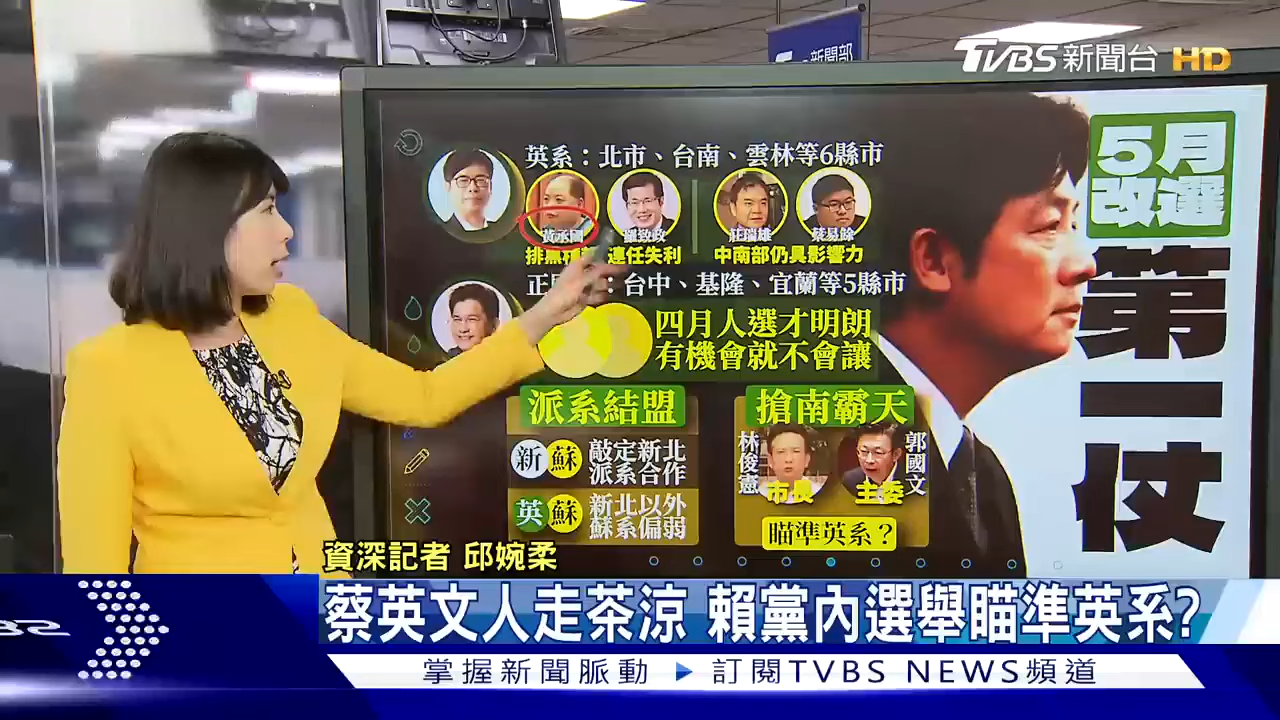 TVBS新聞台 HD
新聞部
5月
改選
第一仗
英系：北市、台南、雲林等6縣市
黃承國
羅致政
莊瑞雄
蔡易餘
連任失利
中南部仍具影響力
：台中、基隆、宜蘭等5縣市
四月人選才明朗
有機會就不會讓
派系結盟
新 蘇 敲定新北
派系合作
英 蘇 新北以外
蘇系偏弱
搶南霸天
林俊憲
市長
郭國文
主委
瞄準英系？
資深記者 邱婉柔
蔡英文人走茶涼 賴黨內選舉瞄準英系?
掌握新聞脈動 ▶ 訂閱TVBS NEWS頻道